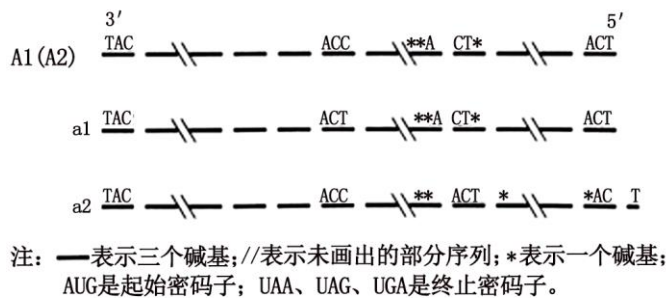 3′ 5′
A1(A2) TAC ACC **A CT* ACT
a1 TAC ACT **A CT* ACT
a2 TAC ACC ** ACT * *AC T
注：━表示三个碱基；//表示未画出的部分序列；*表示一个碱基；
AUG是起始密码子；UAA、UAG、UGA是终止密码子。